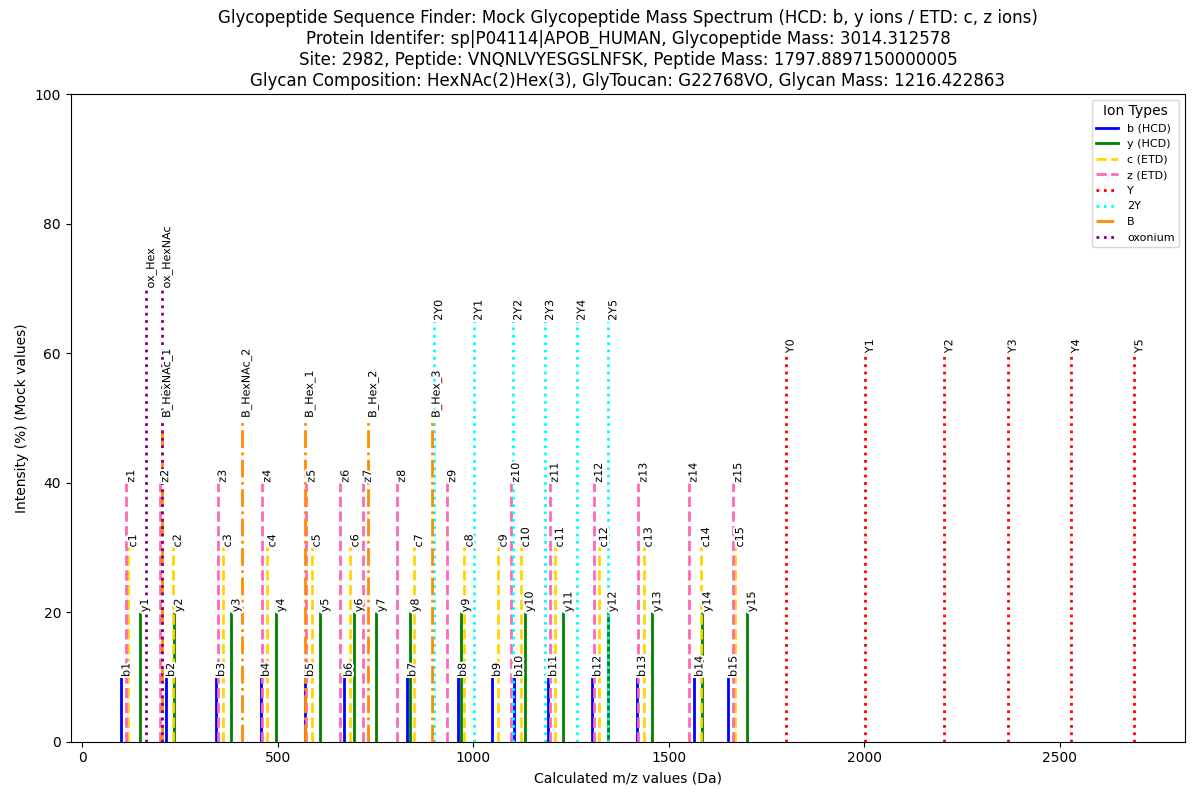 Glycopeptide Sequence Finder: Mock Glycopeptide Mass Spectrum (HCD: b, y ions / ETD: c, z ions)
Protein Identifer: sp|P04114|APOB_HUMAN, Glycopeptide Mass: 3014.312578
Site: 2982, Peptide: VNQNLVYESGSLNFSK, Peptide Mass: 1797.8897150000005
Glycan Composition: HexNAc(2)Hex(3), GlyToucan: G22768VO, Glycan Mass: 1216.422863
Intensity (%) (Mock values)
100
80
60
40
20
0
Ion Types
b (HCD)
y (HCD)
c (ETD)
z (ETD)
Y
2Y
B
oxonium
ox_Hex
ox_HexNAc
2Y0
2Y1
2Y2
2Y3
2Y4
2Y5
Y0
Y1
Y2
Y3
Y4
Y5
B_HexNAc_1
B_HexNAc_2
B_Hex_1
B_Hex_2
B_Hex_3
z1
z2
z3
z4
z5
z6
z7
z8
z9
z10
z11
z12
z13
z14
z15
c1
c2
c3
c4
c5
c6
c7
c8
c9
c10
c11
c12
c13
c14
c15
y1
y2
y3
y4
y5
y6
y7
y8
y9
y10
y11
y12
y13
y14
y15
b1
b2
b3
b4
b5
b6
b7
b8
b9
b10
b11
b12
b13
b14
b15
0
500
1000
1500
2000
2500
Calculated m/z values (Da)